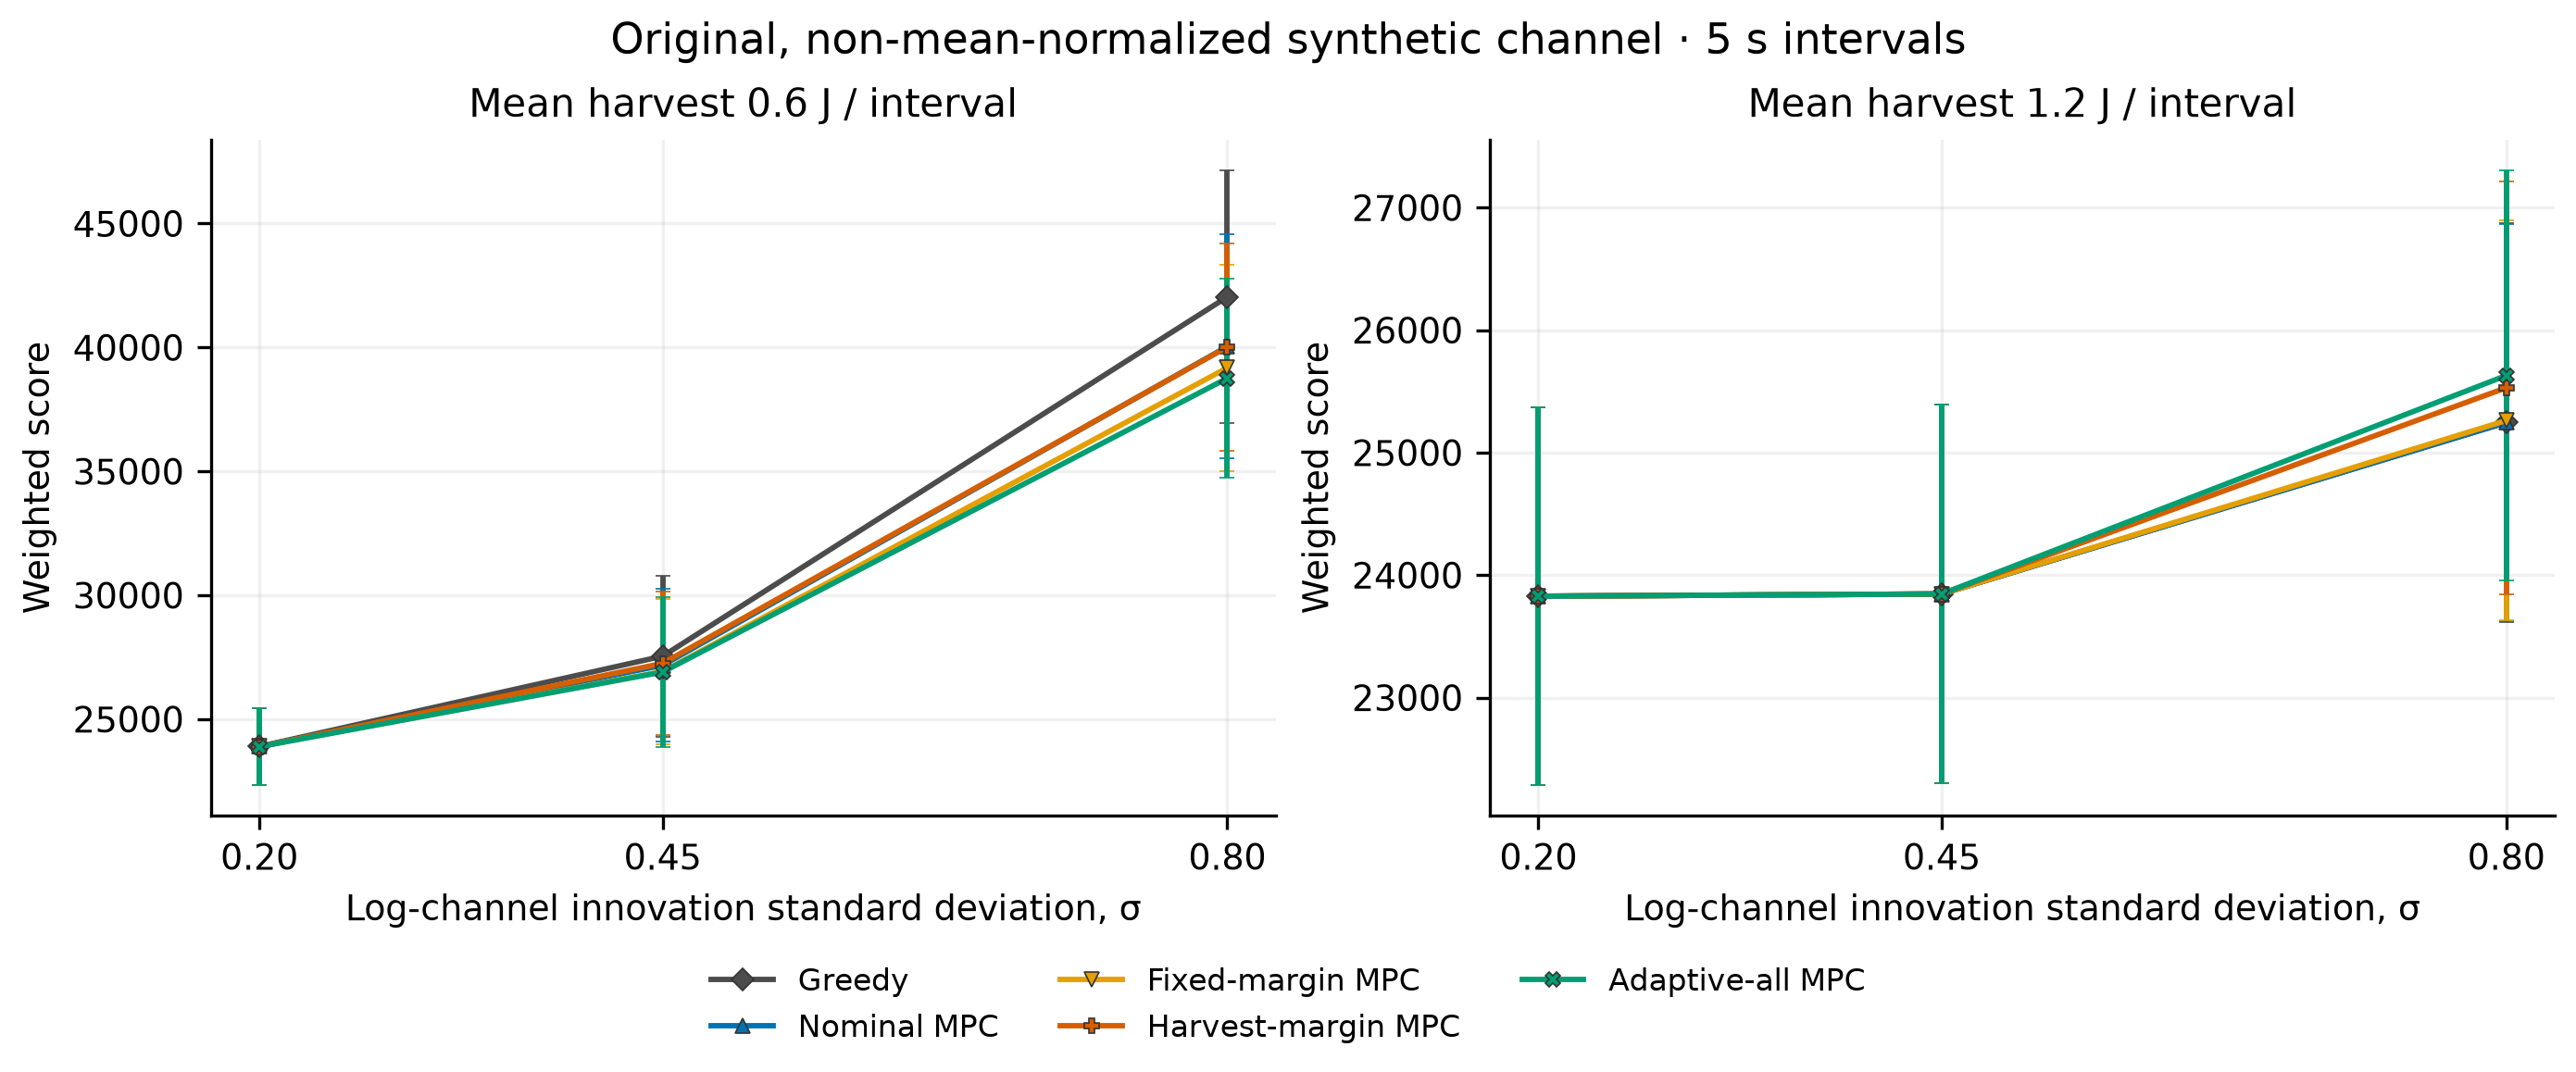 Original, non-mean-normalized synthetic channel · 5 s intervals
Mean harvest 0.6 J / interval
Weighted score
45000
40000
35000
30000
25000
0.20 0.45 0.80
Log-channel innovation standard deviation, σ
Mean harvest 1.2 J / interval
Weighted score
27000
26000
25000
24000
23000
0.20 0.45 0.80
Log-channel innovation standard deviation, σ
Greedy Fixed-margin MPC Adaptive-all MPC
Nominal MPC Harvest-margin MPC